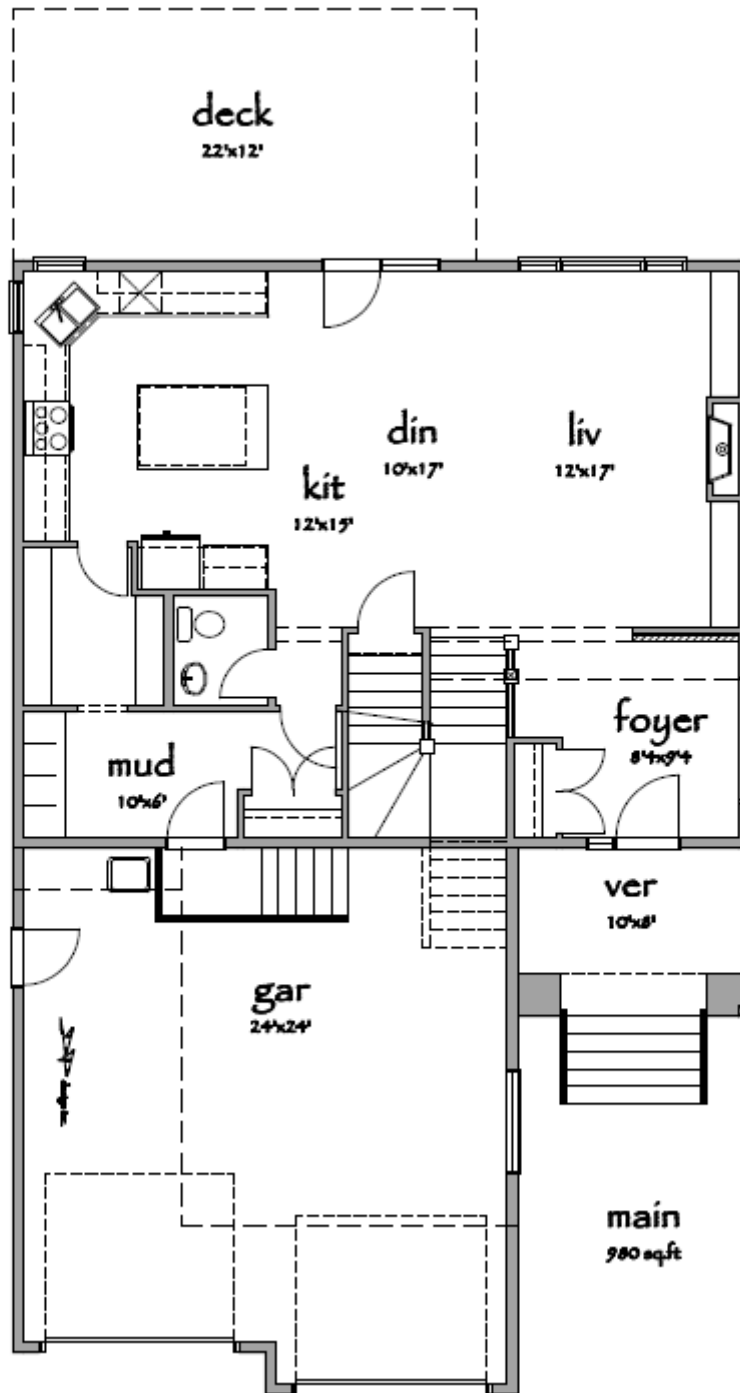 deck
22'x12'
din
10'x17'
liv
12'x17'
kit
12'x15'
foyer
8'4x9'4
mud
10'x6'
ver
10'x8'
gar
24'x24'
main
980 sq.ft